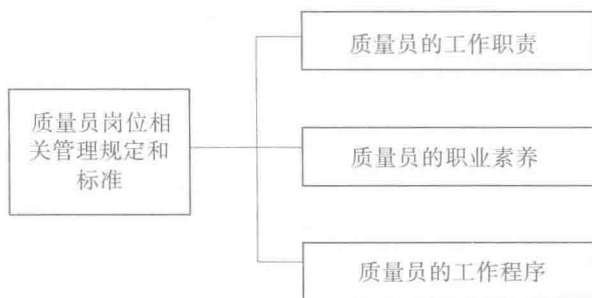 质量员岗位相
关管理规定和
标准
质量员的工作职责
质量员的职业素养
质量员的工作程序